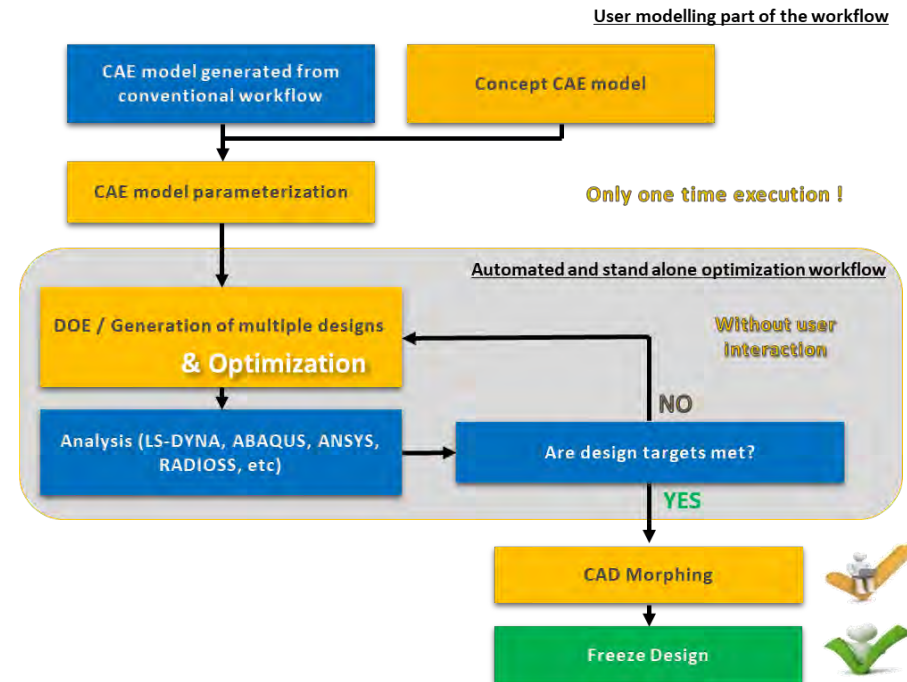 User modelling part of the workflow
CAE model generated from
conventional workflow
Concept CAE model
CAE model parameterization
Only one time execution !
Automated and stand alone optimization workflow
DOE / Generation of multiple designs
& Optimization
Without user
interaction
NO
Analysis (LS-DYNA, ABAQUS, ANSYS,
RADIOSS, etc)
Are design targets met?
YES
CAD Morphing
Freeze Design